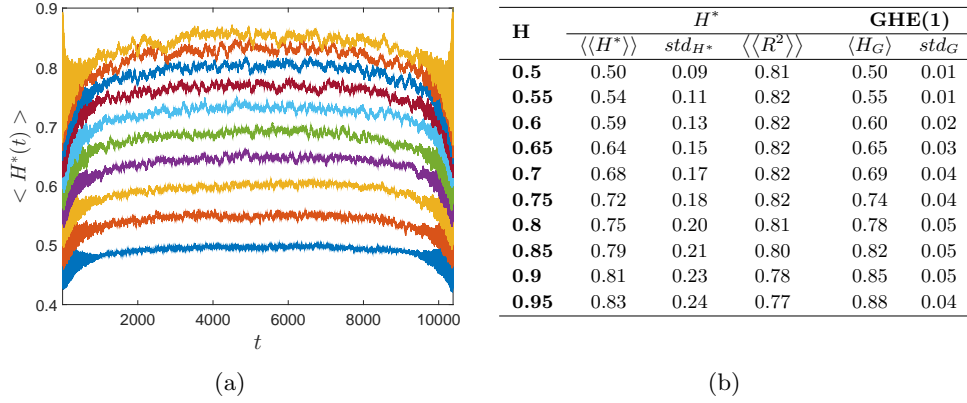 0.9
0.8
0.7
0.6
0.5
0.4
< H*(t) >
2000 4000 6000 8000 10000
t
(a)
H H* GHE(1)
⟨⟨H*⟩⟩ std_{H*} ⟨⟨R²⟩⟩ ⟨H_G⟩ std_G
0.5 0.50 0.09 0.81 0.50 0.01
0.55 0.54 0.11 0.82 0.55 0.01
0.6 0.59 0.13 0.82 0.60 0.02
0.65 0.64 0.15 0.82 0.65 0.03
0.7 0.68 0.17 0.82 0.69 0.04
0.75 0.72 0.18 0.82 0.74 0.04
0.8 0.75 0.20 0.81 0.78 0.05
0.85 0.79 0.21 0.80 0.82 0.05
0.9 0.81 0.23 0.78 0.85 0.05
0.95 0.83 0.24 0.77 0.88 0.04
(b)